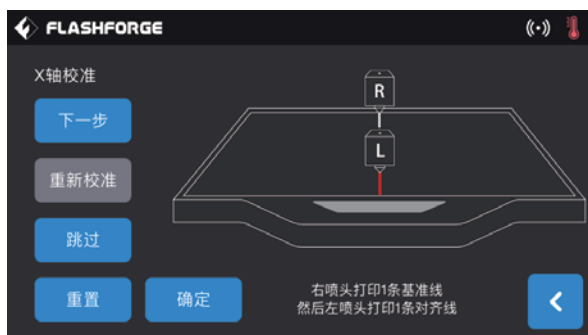 FLASHFORGE
X轴校准
下一步
R
L
重新校准
跳过
重置
确定
右喷头打印1条基准线
然后左喷头打印1条对齐线